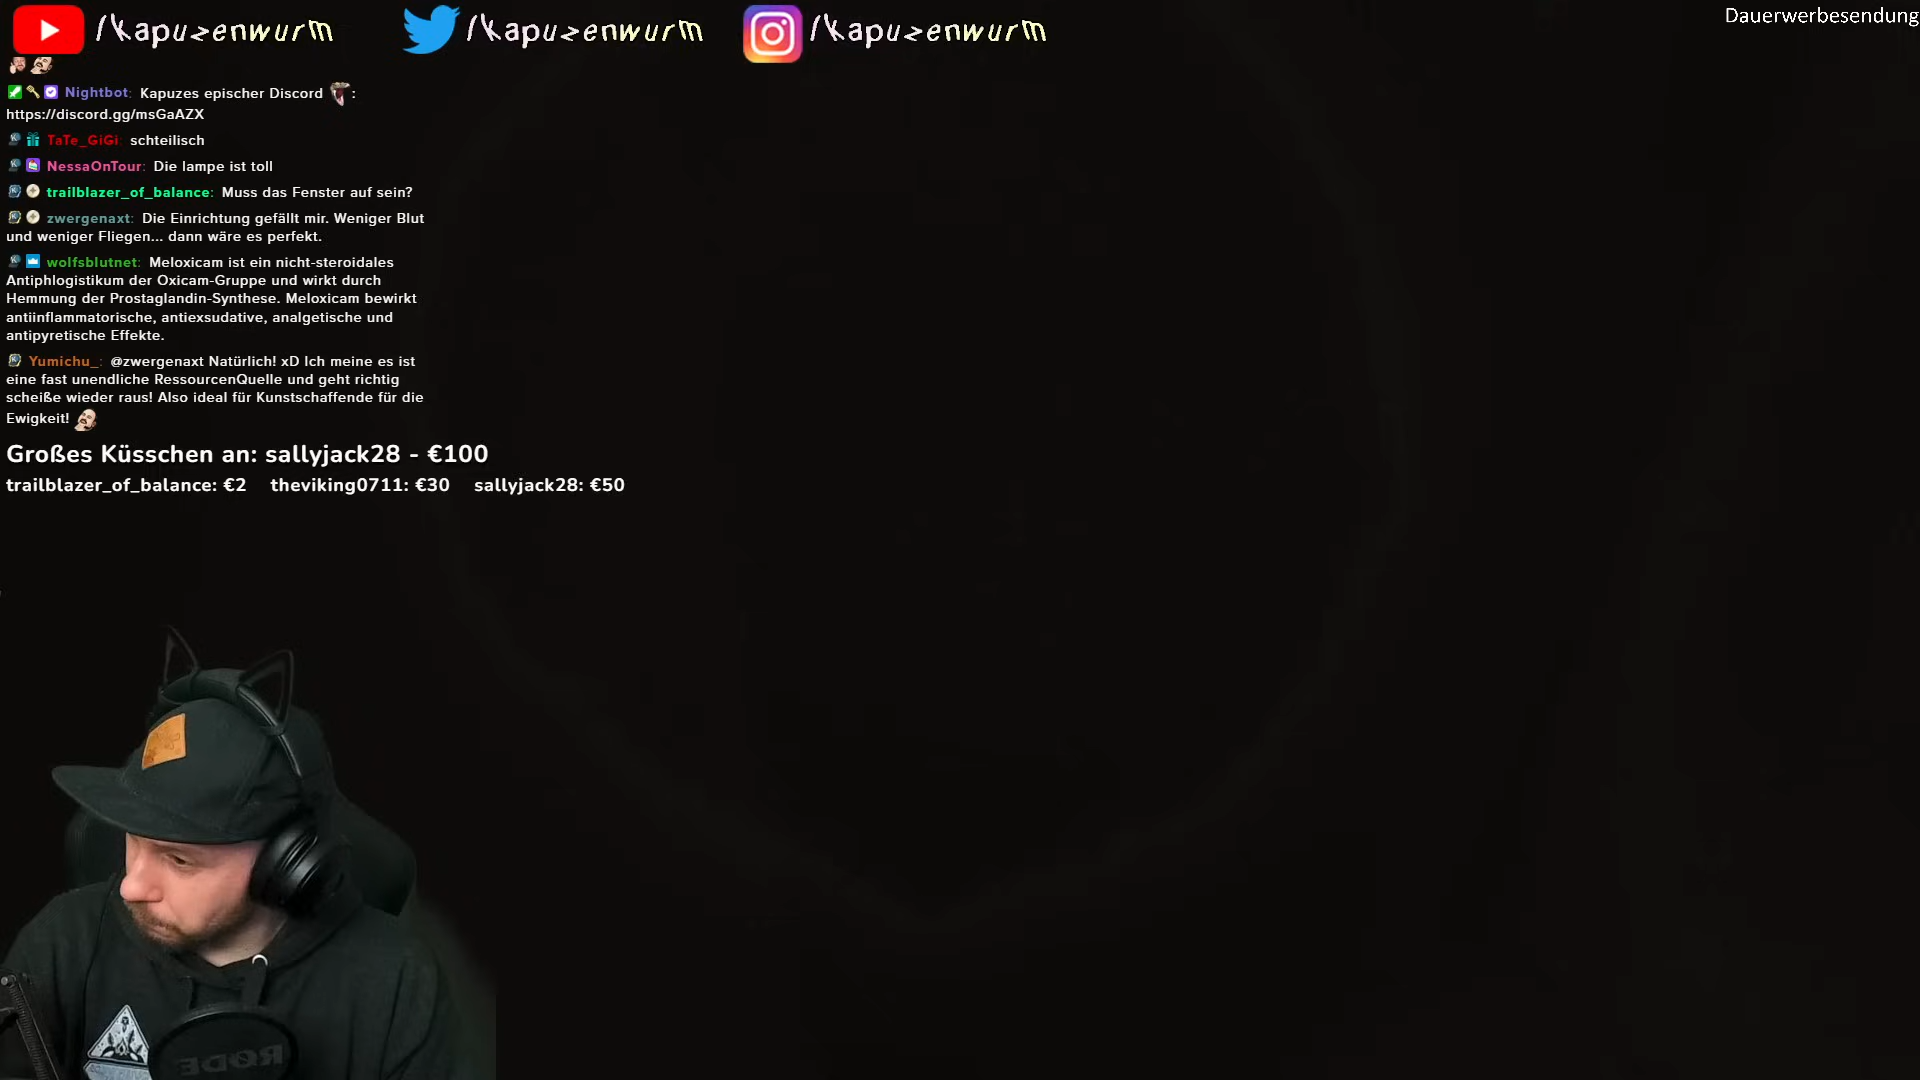 /kapuzenwurm /kapuzenwurm /kapuzenwurm Dauerwerbesendung
Nightbot: Kapuzes epischer Discord :
https://discord.gg/msGaAZX
TaTe_GiGi: schteilisch
NessaOnTour: Die lampe ist toll
trailblazer_of_balance: Muss das Fenster auf sein?
zwergenaxt: Die Einrichtung gefällt mir. Weniger Blut
und weniger Fliegen... dann wäre es perfekt.
wolfsblutnet: Meloxicam ist ein nicht-steroidales
Antiphlogistikum der Oxicam-Gruppe und wirkt durch
Hemmung der Prostaglandin-Synthese. Meloxicam bewirkt
antiinflammatorische, antiexsudative, analgetische und
antipyretische Effekte.
Yumichu_: @zwergenaxt Natürlich! xD Ich meine es ist
eine fast unendliche RessourcenQuelle und geht richtig
scheiße wieder raus! Also ideal für Kunstschaffende für die
Ewigkeit!
Großes Küsschen an: sallyjack28 - €100
trailblazer_of_balance: €2 theviking0711: €30 sallyjack28: €50
RØDE